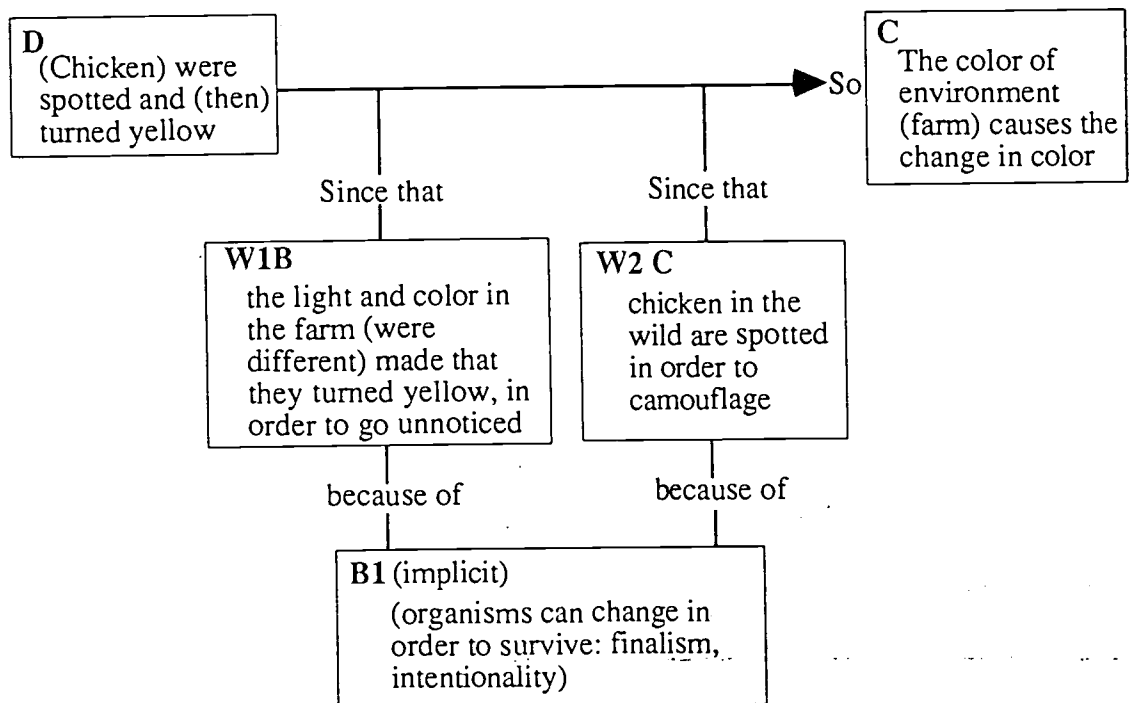 D
(Chicken) were
spotted and (then)
turned yellow
So
C
The color of
environment
(farm) causes the
change in color
Since that
Since that
W1B
the light and color in
the farm (were
different) made that
they turned yellow, in
order to go unnoticed
W2 C
chicken in the
wild are spotted
in order to
camouflage
because of
because of
B1 (implicit)
(organisms can change in
order to survive: finalism,
intentionality)